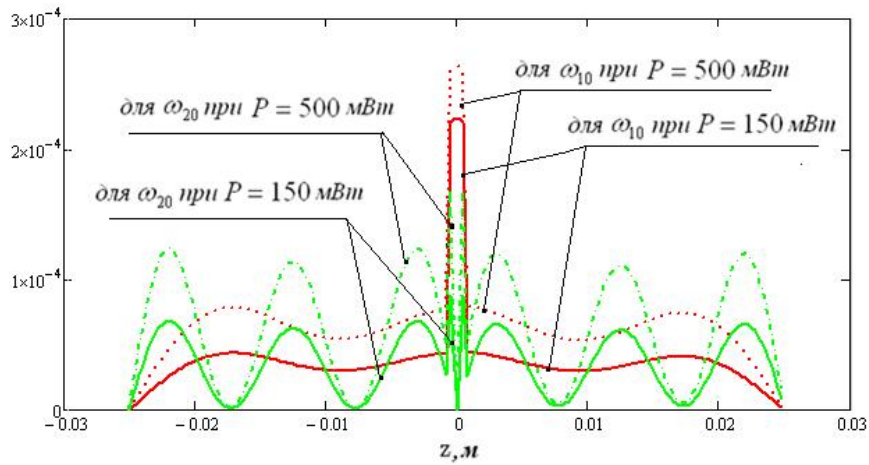 3×10⁻⁴
для ω₁₀ при P = 500 мВт
для ω₂₀ при P = 500 мВт
для ω₁₀ при P = 150 мВт
2×10⁻⁴
для ω₂₀ при P = 150 мВт
1×10⁻⁴
0
−0.03 −0.02 −0.01 0 0.01 0.02 0.03
z, м